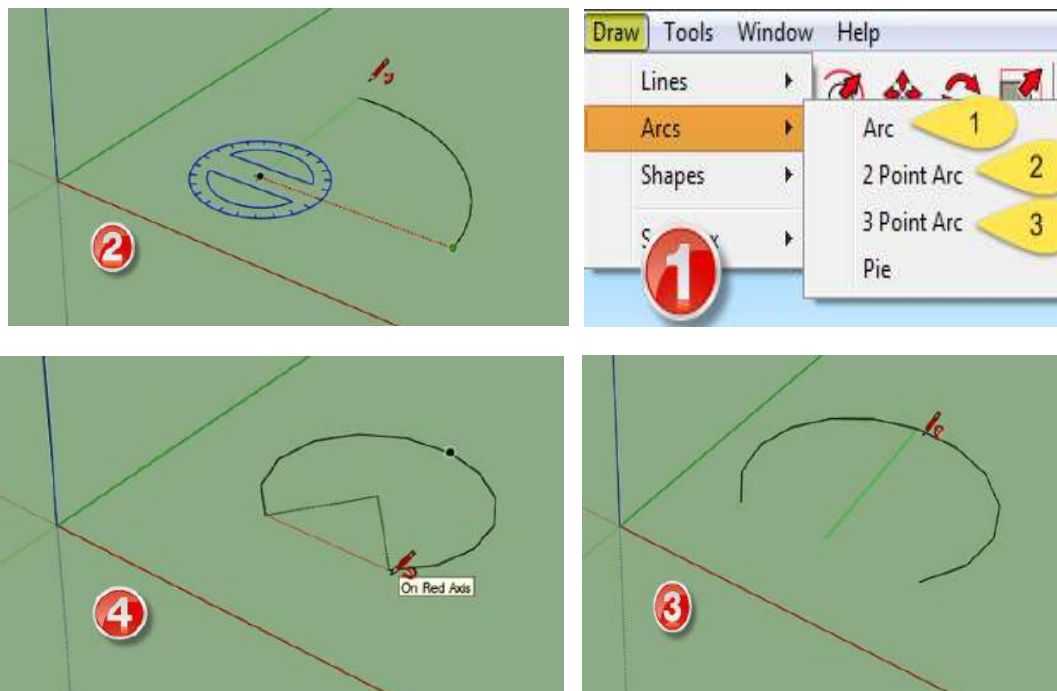 Draw Tools Window Help
Lines
Arcs
Shapes
Arc 1
2 Point Arc 2
3 Point Arc 3
Pie
1
2
On Red Axis
4
3